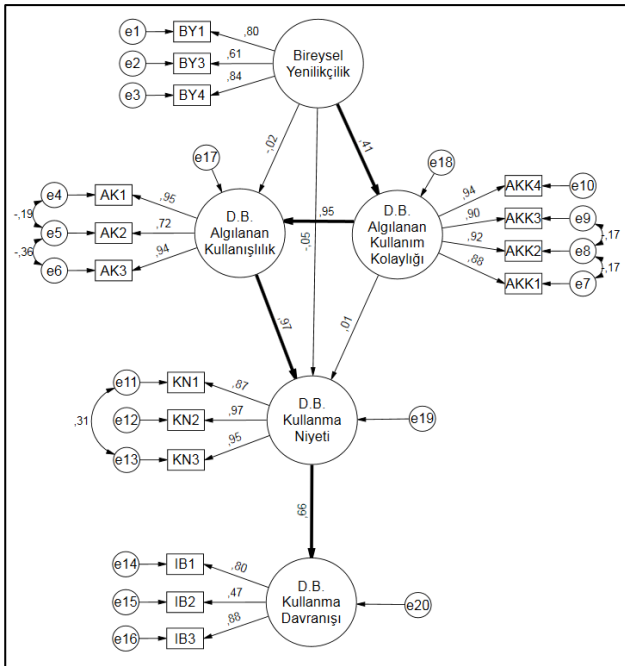 e1
BY1
,80
e2
BY3
,61
e3
BY4
,84
Bireysel
Yenilikçilik
-,02
,41
-,05
e17
e18
e4
AK1
,95
-,19
e5
AK2
,72
-,36
e6
AK3
,94
D.B.
Algılanan
Kullanışlılık
,95
D.B.
Algılanan
Kullanım
Kolaylığı
,94
AKK4
e10
,90
AKK3
e9
,17
,92
AKK2
e8
-,17
,88
AKK1
e7
,97
,01
e11
KN1
,87
,31
e12
KN2
,97
e13
KN3
,95
D.B.
Kullanma
Niyeti
e19
,66
e14
IB1
,80
e15
IB2
,47
e16
IB3
,88
D.B.
Kullanma
Davranışı
e20